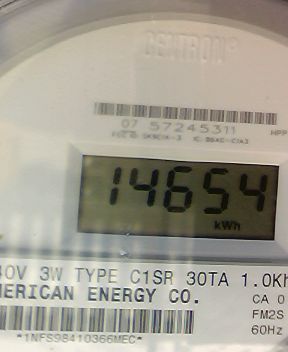 CENTRON®
07 57245311
14654
kWh
40V 3W TYPE C1SR 30TA 1.0Kh
MERICAN ENERGY CO.
CA 0
FM2S
60Hz
*1NFS98410366MEC*